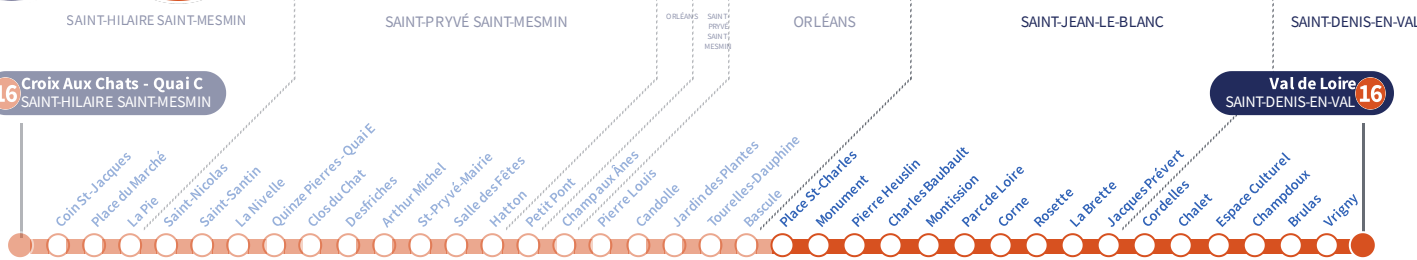 SAINT-HILAIRE SAINT-MESMIN
SAINT-PRYVÉ SAINT-MESMIN
ORLÉANS
SAINT-
PRYVÉ
SAINT-
MESMIN
ORLÉANS
SAINT-JEAN-LE-BLANC
SAINT-DENIS-EN-VAL
16
Croix Aux Chats - Quai C
SAINT-HILAIRE SAINT-MESMIN
Val de Loire
SAINT-DENIS-EN-VAL
16
Coin St-Jacques
Place du Marché
La Pie
Saint-Nicolas
Saint-Santin
La Nivelle
Quinze Pierres - Quai E
Clos du Chat
Desfriches
Arthur Michel
St-Pryvé-Mairie
Salle des Fêtes
Hatton
Petit Pont
Champ aux Ânes
Pierre Louis
Candolle
Jardin des Plantes
Tourelles-Dauphine
Bascule
Place St-Charles
Monument
Pierre Heuslin
Charles Baubault
Montission
Parc de Loire
Corne
Rosette
La Brette
Jacques Prévert
Cordelles
Chalet
Espace Culturel
Champdoux
Brulas
Vrigny